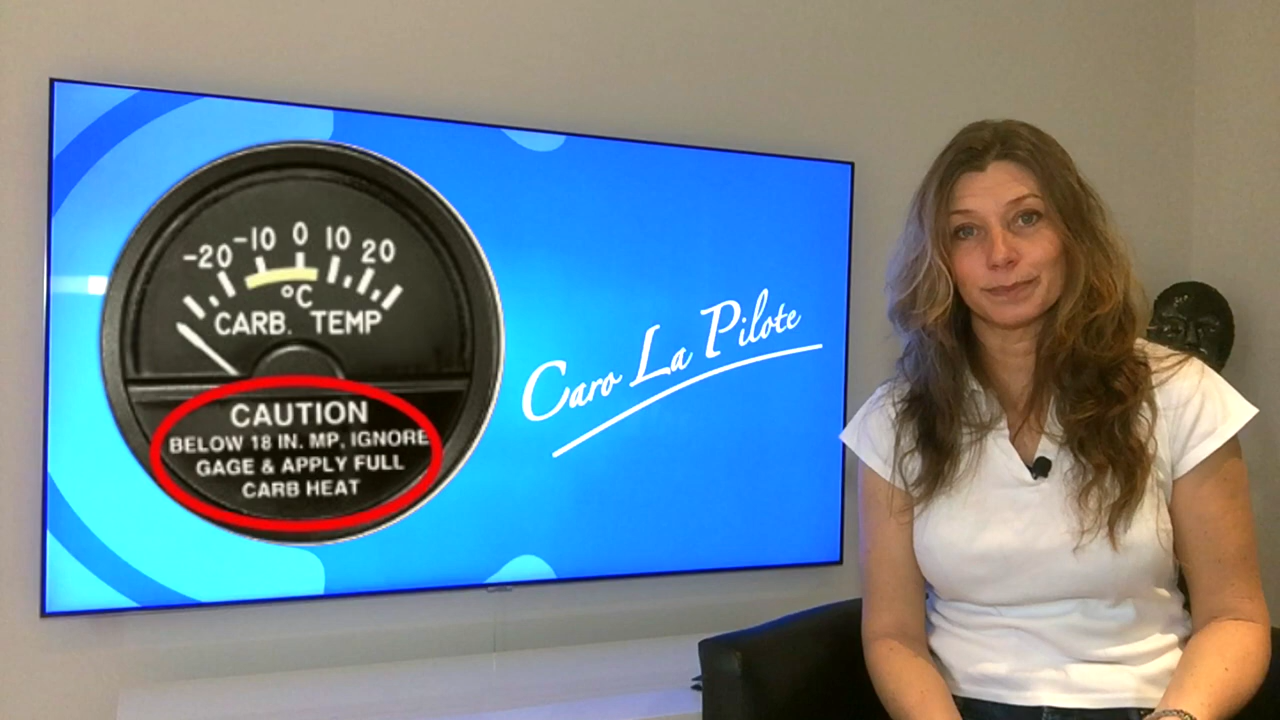 -20 -10 0 10 20
°C
CARB. TEMP
CAUTION
BELOW 18 IN. MP, IGNORE
GAGE & APPLY FULL
CARB HEAT
Caro La Pilote